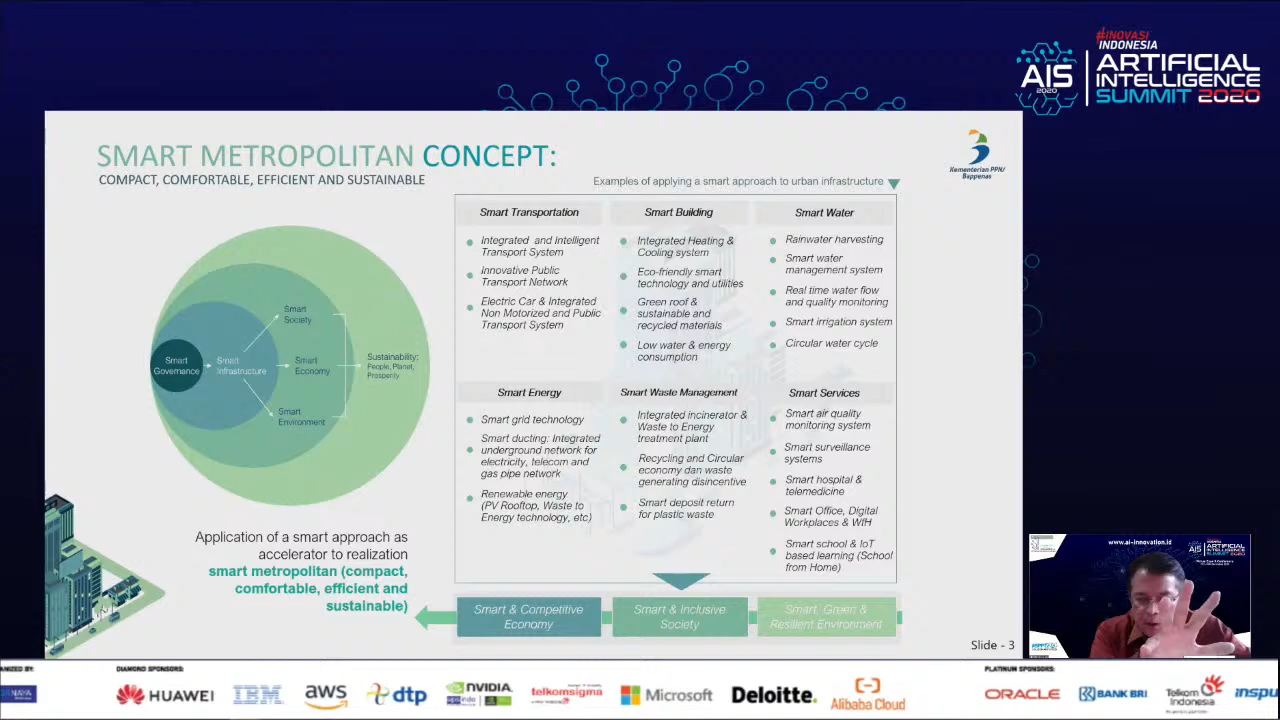 #INOVASI
INDONESIA
AIS
2020
ARTIFICIAL
INTELLIGENCE
SUMMIT 2020
SMART METROPOLITAN CONCEPT:
COMPACT, COMFORTABLE, EFFICIENT AND SUSTAINABLE
Kementerian PPN/
Bappenas
Examples of applying a smart approach to urban infrastructure
Smart Governance
Smart Infrastructure
Smart Society
Smart Economy
Smart Environment
Sustainability:
People, Planet,
Prosperity
Smart Transportation
Integrated and Intelligent
Transport System
Innovative Public
Transport Network
Electric Car & Integrated
Non Motorized and Public
Transport System
Smart Building
Integrated Heating &
Cooling system
Eco-friendly smart
technology and utilities
Green roof &
sustainable and
recycled materials
Low water & energy
consumption
Smart Water
Rainwater harvesting
Smart water
management system
Real time water flow
and quality monitoring
Smart irrigation system
Circular water cycle
Smart Energy
Smart grid technology
Smart ducting: Integrated
underground network for
electricity, telecom and
gas pipe network
Renewable energy
(PV Rooftop, Waste to
Energy technology, etc)
Smart Waste Management
Integrated incinerator &
Waste to Energy
treatment plant
Recycling and Circular
economy dan waste
generating disincentive
Smart deposit return
for plastic waste
Smart Services
Smart air quality
monitoring system
Smart surveillance
systems
Smart hospital &
telemedicine
Smart Office, Digital
Workplaces & WfH
Smart school & IoT
based learning (School
from Home)
Application of a smart approach as
accelerator to realization
smart metropolitan (compact,
comfortable, efficient and
sustainable)
Smart & Competitive
Economy
Smart & Inclusive
Society
Smart, Green &
Resilient Environment
Slide - 3
www.ai-innovation.id
AIS
ARTIFICIAL
INTELLIGENCE
SUMMIT 2020
DIAMOND SPONSORS:
PLATINUM SPONSORS:
HUAWEI
IBM
aws
dtp
NVIDIA
telkomsigma
Microsoft
Deloitte.
Alibaba Cloud
ORACLE
BANK BRI
Telkom
Indonesia
inspu